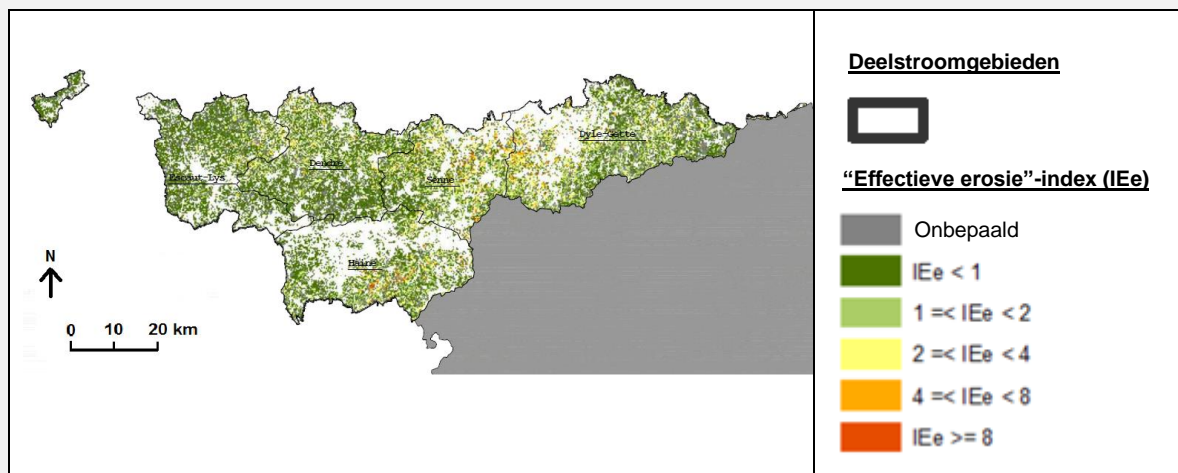 Escaut-Lys
Dendre
Senne
Dyle-Gette
Haine
N
0 10 20 km
Deelstroomgebieden
“Effectieve erosie”-index (IEe)
Onbepaald
IEe < 1
1 =< IEe < 2
2 =< IEe < 4
4 =< IEe < 8
IEe >= 8